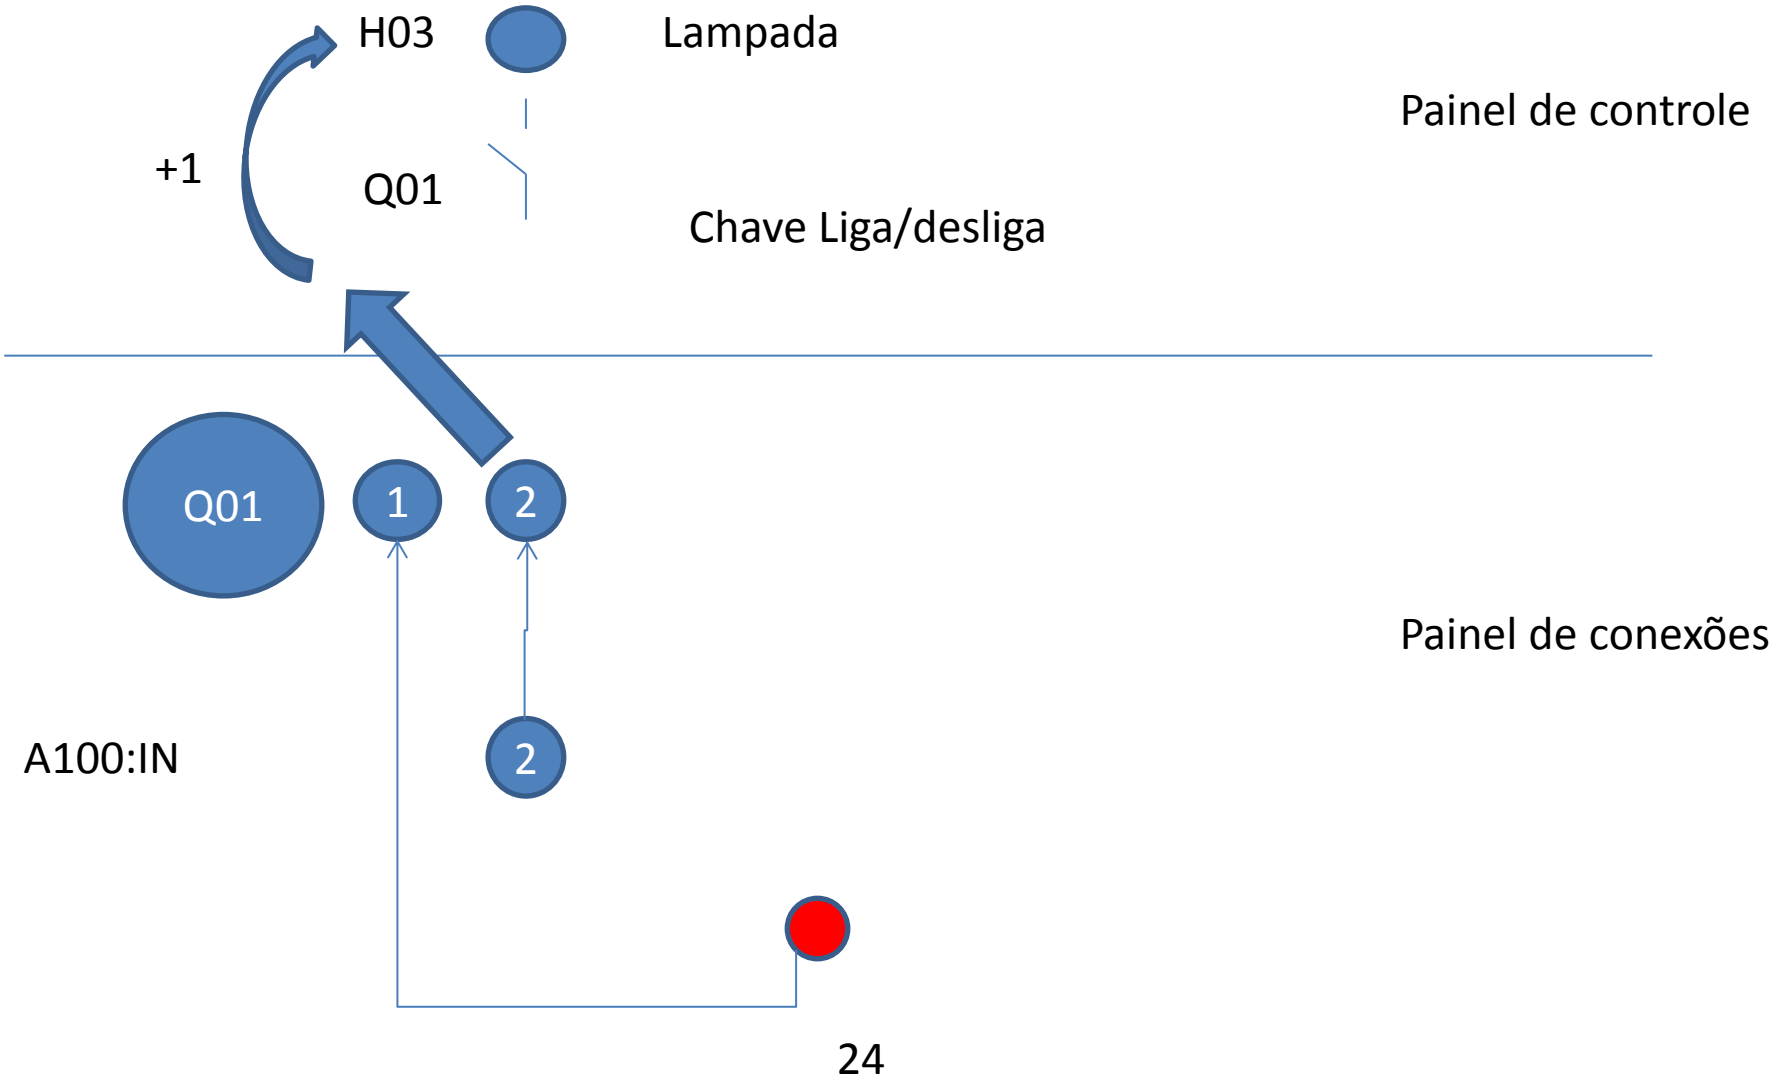 H03
Lampada
Painel de controle
+1
Q01
Chave Liga/desliga
Q01
1
2
Painel de conexões
A100:IN
2
24